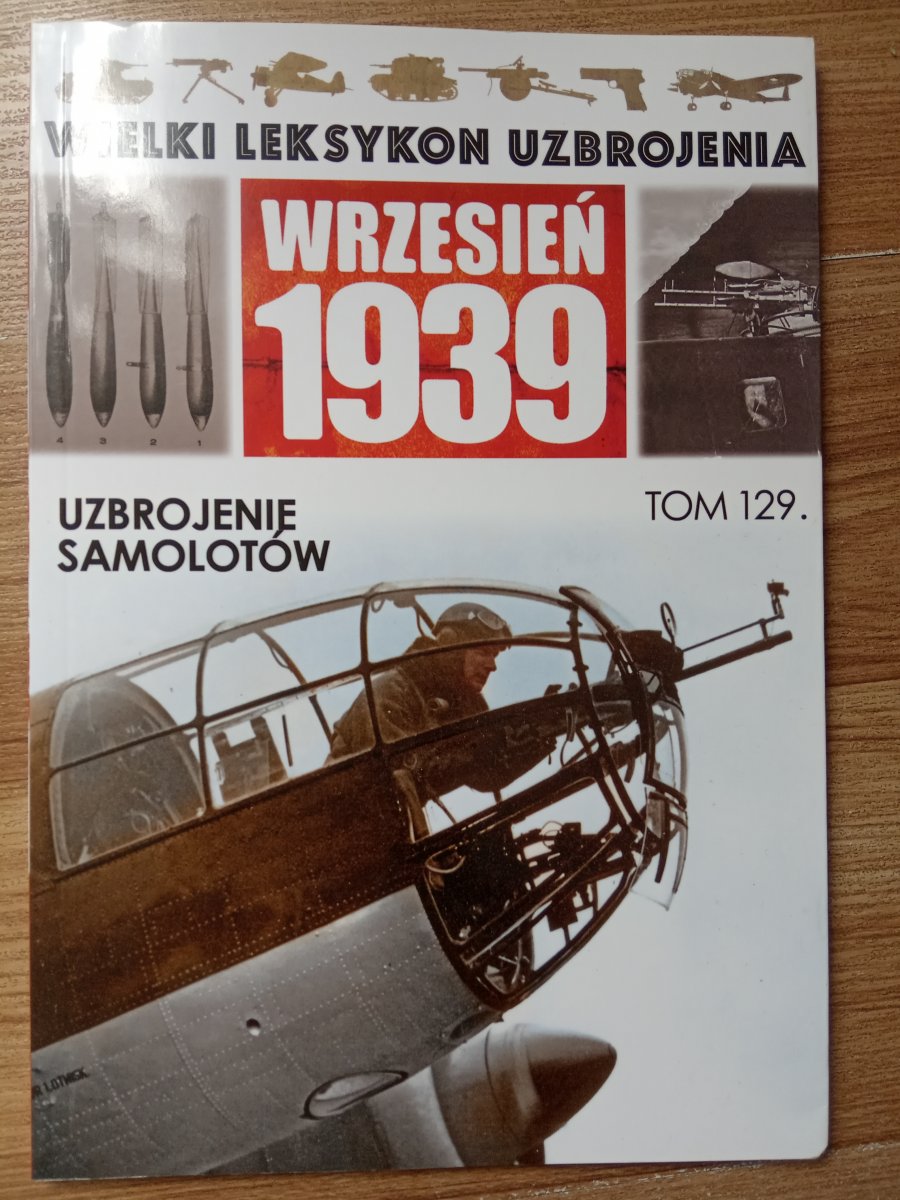 WIELKI LEKSYKON UZBROJENIA
WRZESIEŃ
1939
4 3 2 1
UZBROJENIE
SAMOLOTÓW
TOM 129.